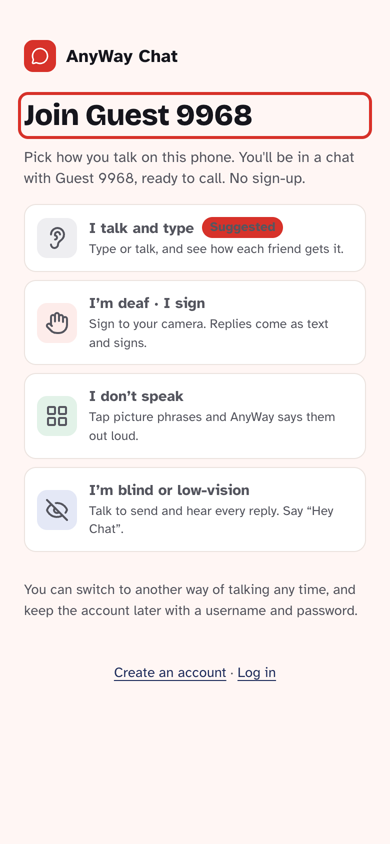 AnyWay Chat
Join Guest 9968
Pick how you talk on this phone. You'll be in a chat
with Guest 9968, ready to call. No sign-up.
I talk and type Suggested
Type or talk, and see how each friend gets it.
I’m deaf · I sign
Sign to your camera. Replies come as text
and signs.
I don’t speak
Tap picture phrases and AnyWay says them
out loud.
I’m blind or low-vision
Talk to send and hear every reply. Say “Hey
Chat”.
You can switch to another way of talking any time, and
keep the account later with a username and password.
Create an account · Log in